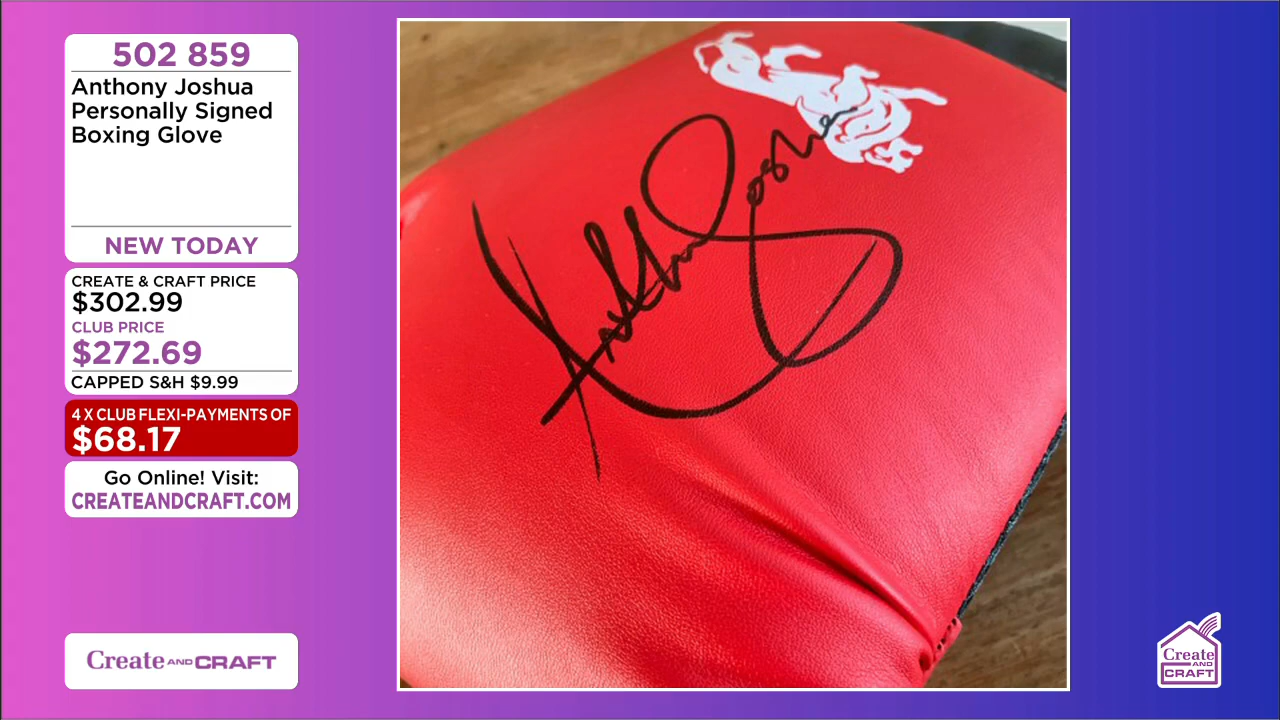 502 859
Anthony Joshua
Personally Signed
Boxing Glove
NEW TODAY
CREATE & CRAFT PRICE
$302.99
CLUB PRICE
$272.69
CAPPED S&H $9.99
4 X CLUB FLEXI-PAYMENTS OF
$68.17
Go Online! Visit:
CREATEANDCRAFT.COM
Create AND CRAFT
Anthony Joshua
Create
AND
CRAFT